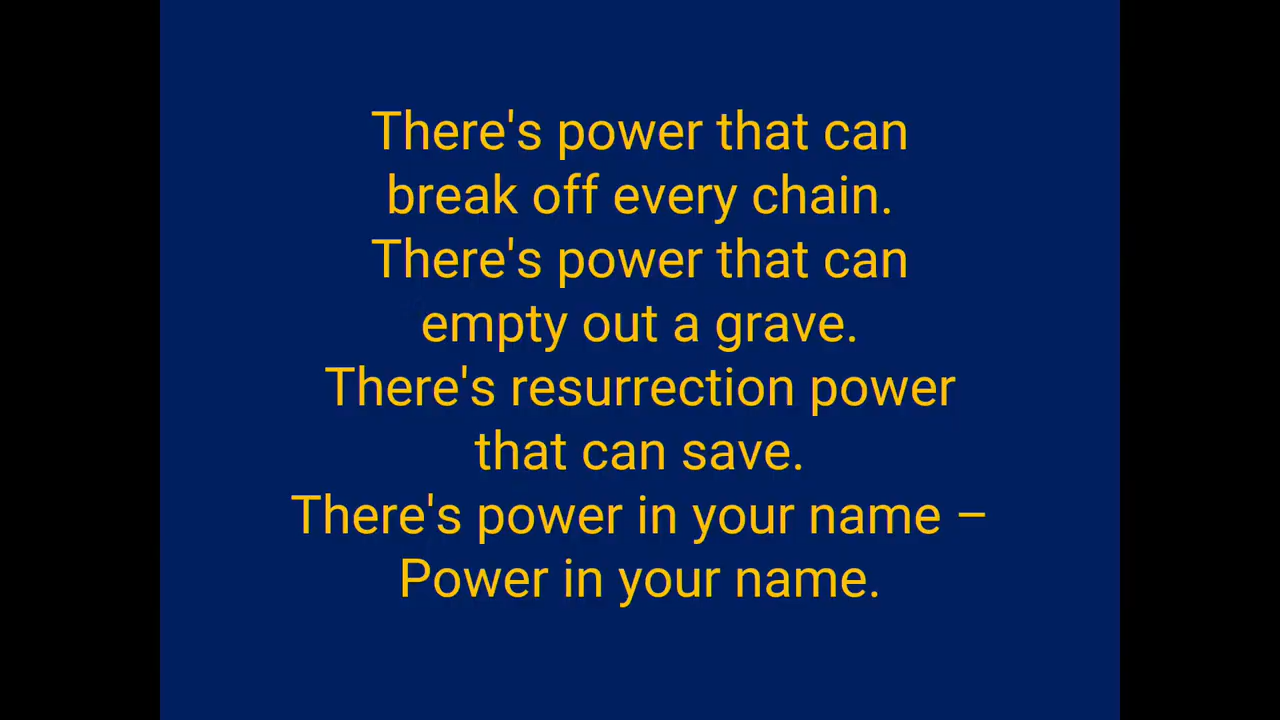 There's power that can
break off every chain.
There's power that can
empty out a grave.
There's resurrection power
that can save.
There's power in your name –
Power in your name.